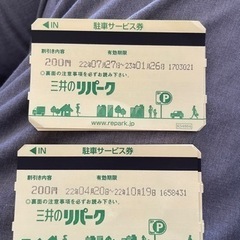 ◀IN 駐車サービス券
割引き内容 有効期限
200円 22年07月27日~23年01月26日 1703021
○裏面の注意事項を必ずお読み下さい。
三井のリパーク
P
www.repark.jp
◀IN 駐車サービス券
割引き内容 有効期限
200円 22年04月20日~22年10月19日 1658431
○裏面の注意事項を必ずお読み下さい。
三井のリパーク
P